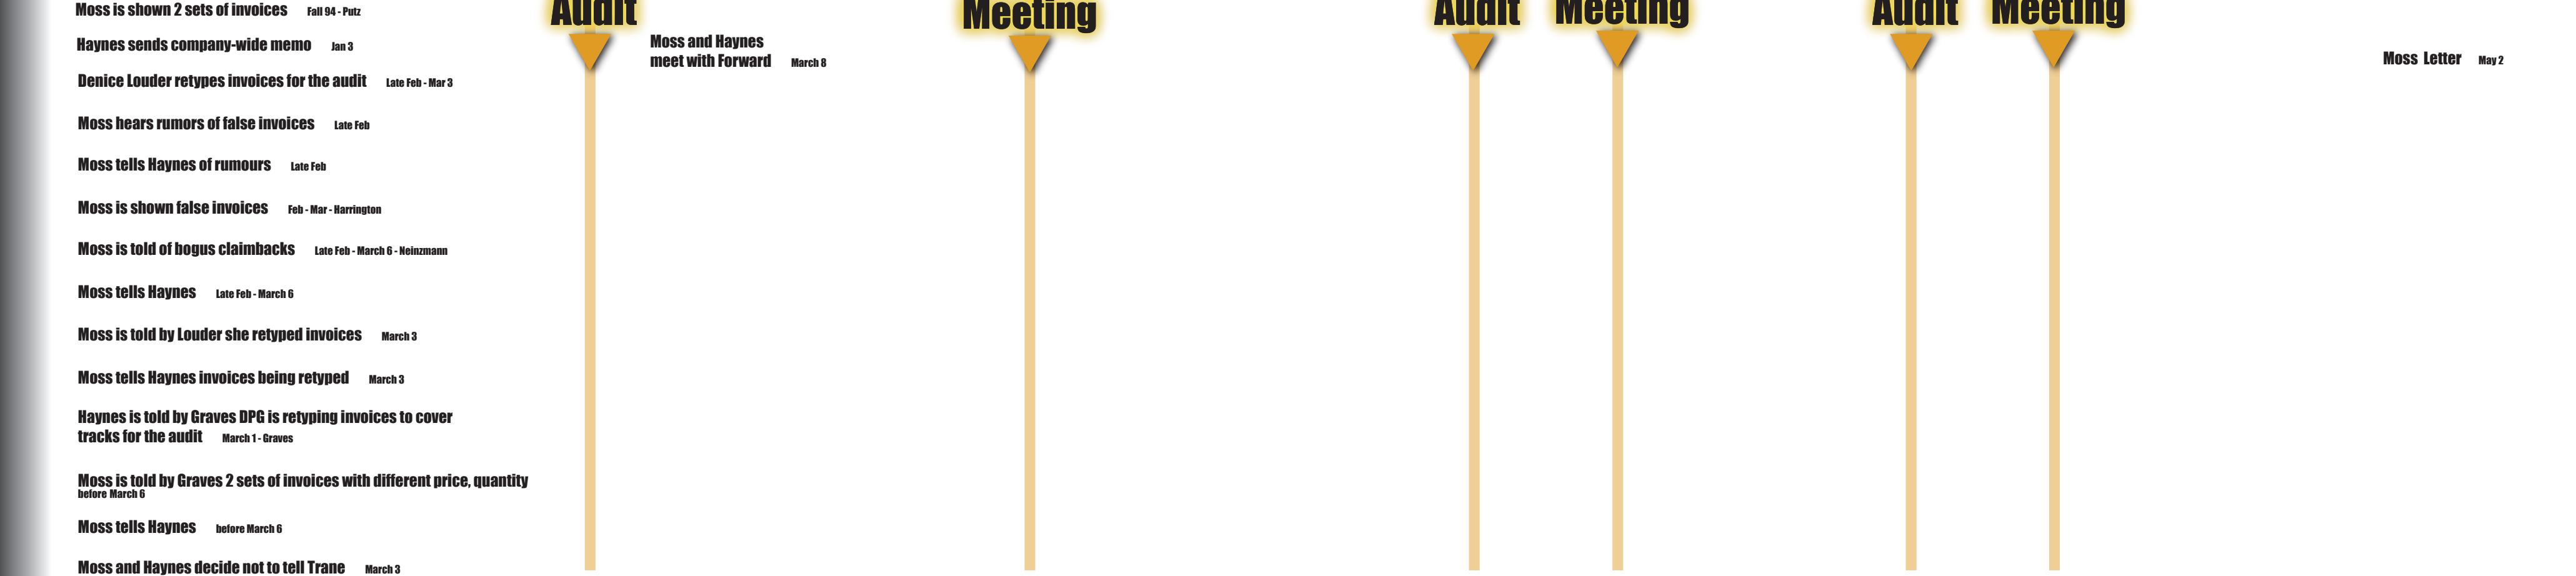 Audit
Meeting
Audit
Meeting
Audit
Meeting
Moss is shown 2 sets of invoices Fall 94 - Putz
Haynes sends company-wide memo Jan 3
Denice Louder retypes invoices for the audit Late Feb - Mar 3
Moss hears rumors of false invoices Late Feb
Moss tells Haynes of rumours Late Feb
Moss is shown false invoices Feb - Mar - Harrington
Moss is told of bogus claimbacks Late Feb - March 6 - Neinzmann
Moss tells Haynes Late Feb - March 6
Moss is told by Louder she retyped invoices March 3
Moss tells Haynes invoices being retyped March 3
Haynes is told by Graves DPG is retyping invoices to cover
tracks for the audit March 1 - Graves
Moss is told by Graves 2 sets of invoices with different price, quantity
before March 6
Moss tells Haynes before March 6
Moss and Haynes decide not to tell Trane March 3
Moss and Haynes
meet with Forward March 8
Moss Letter May 2